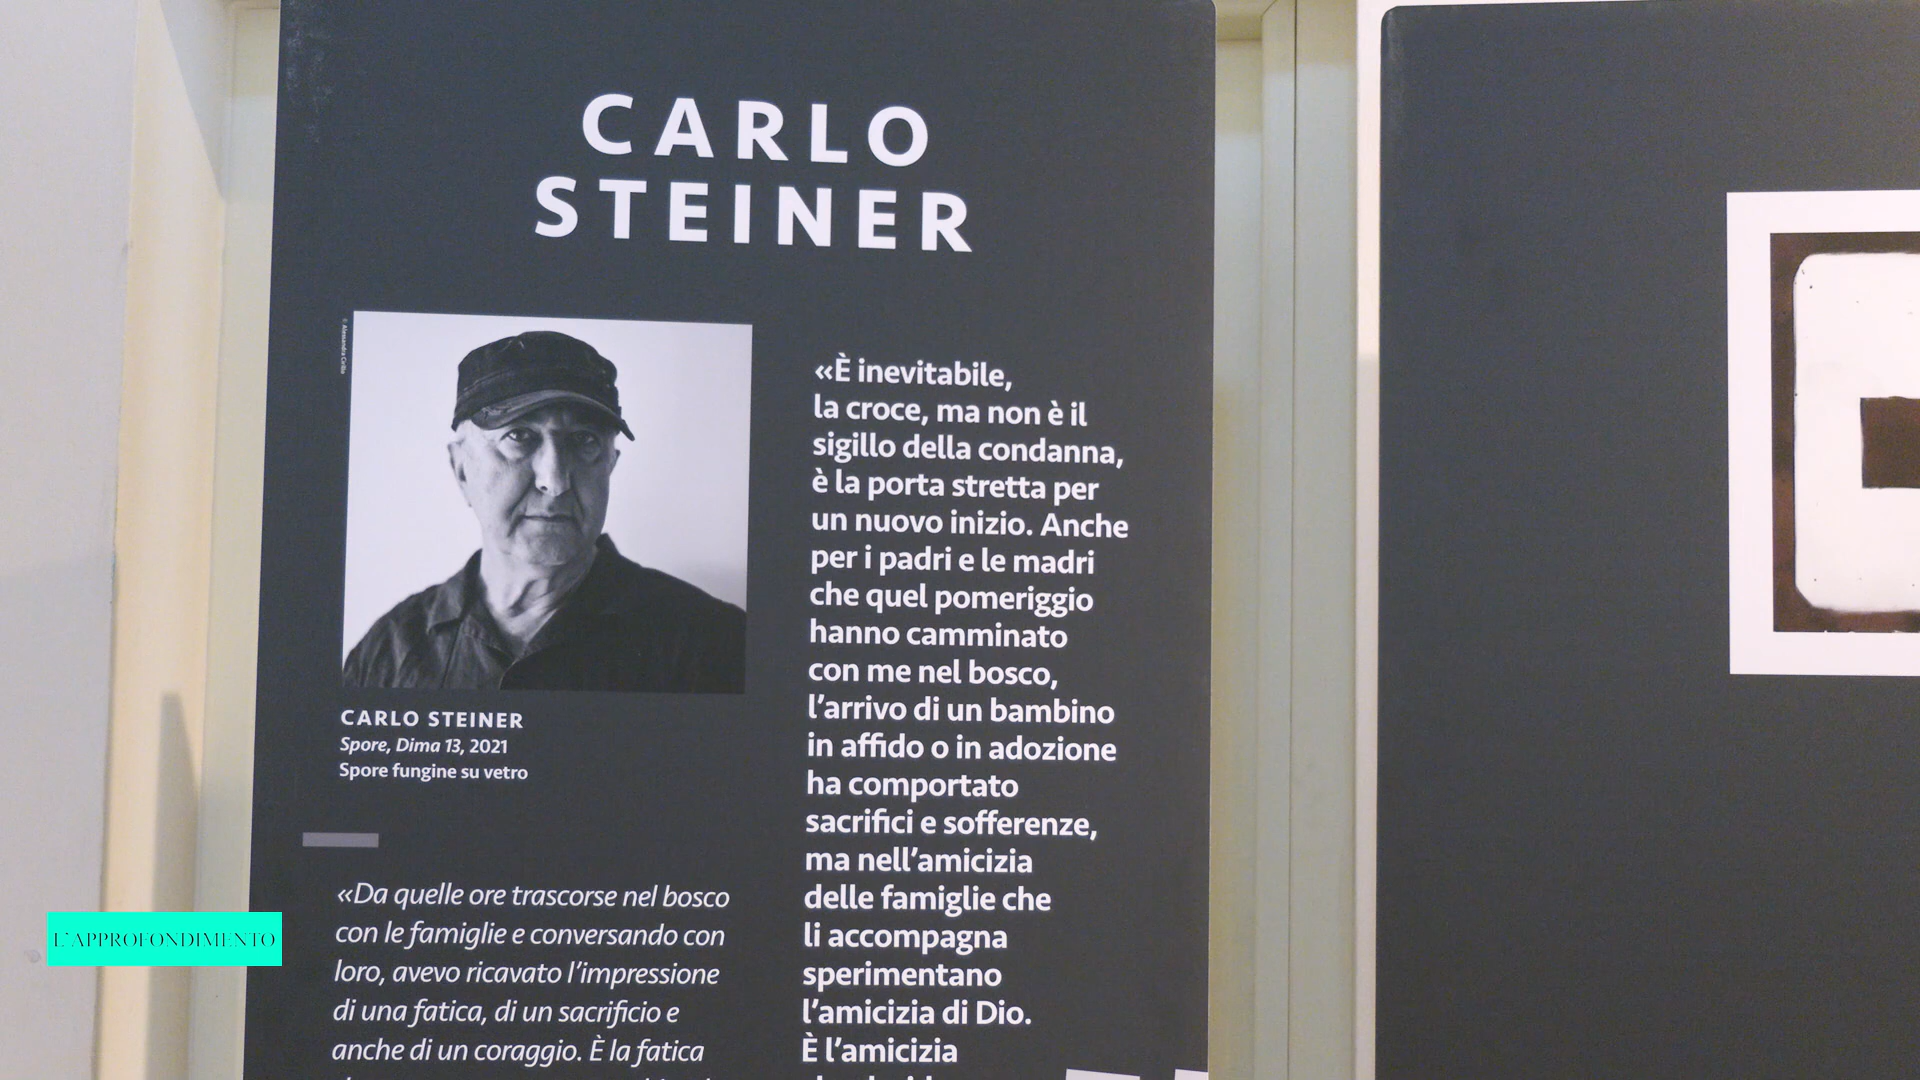 CARLO
STEINER
© Alessandra Cirillo
CARLO STEINER
Spore, Dima 13, 2021
Spore fungine su vetro
«Da quelle ore trascorse nel bosco
con le famiglie e conversando con
loro, avevo ricavato l'impressione
di una fatica, di un sacrificio e
anche di un coraggio. È la fatica
«È inevitabile,
la croce, ma non è il
sigillo della condanna,
è la porta stretta per
un nuovo inizio. Anche
per i padri e le madri
che quel pomeriggio
hanno camminato
con me nel bosco,
l'arrivo di un bambino
in affido o in adozione
ha comportato
sacrifici e sofferenze,
ma nell'amicizia
delle famiglie che
li accompagna
sperimentano
l'amicizia di Dio.
È l'amicizia
L'APPROFONDIMENTO